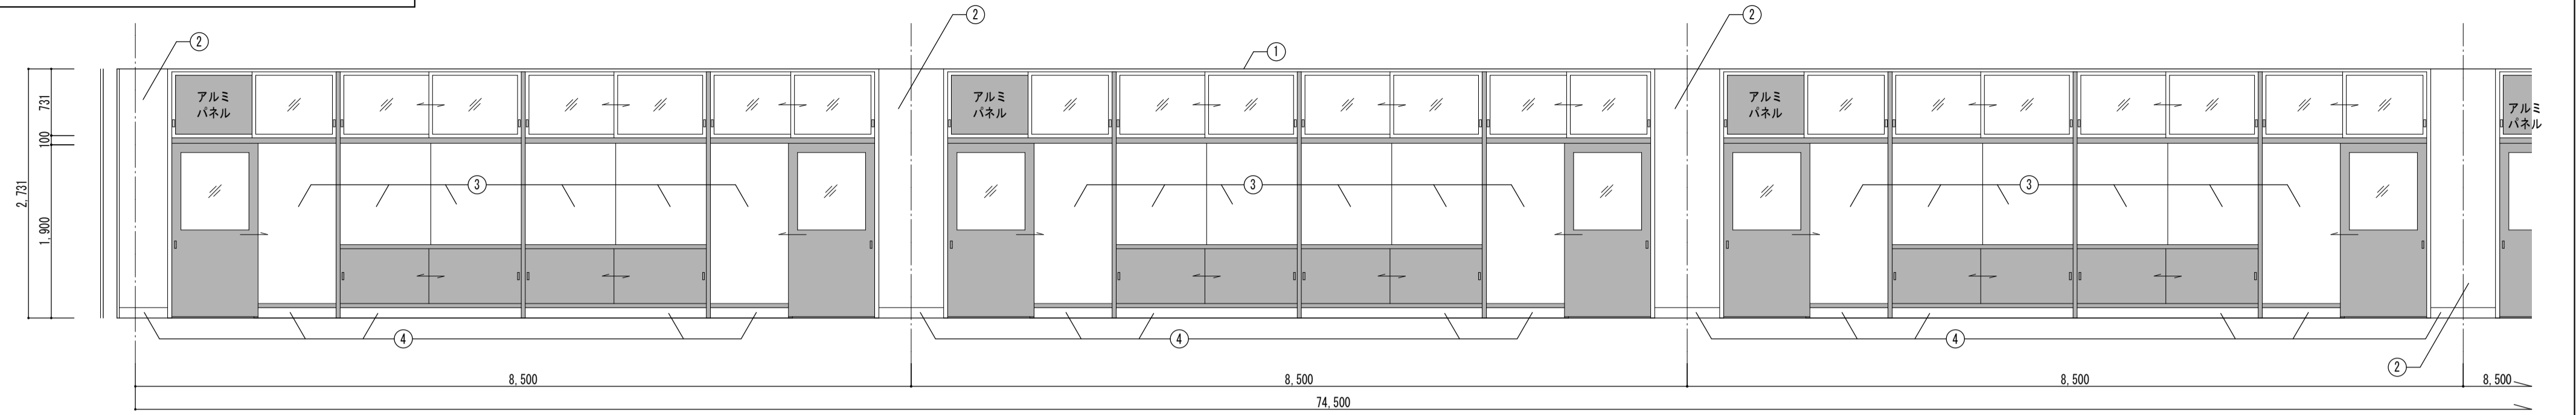 ②
②
②
①
アルミ
パネル
アルミ
パネル
アルミ
パネル
アルミ
パネル
731
100
2,731
1,900
③
③
③
④
④
④
②
8,500
8,500
8,500
8,500
74,500